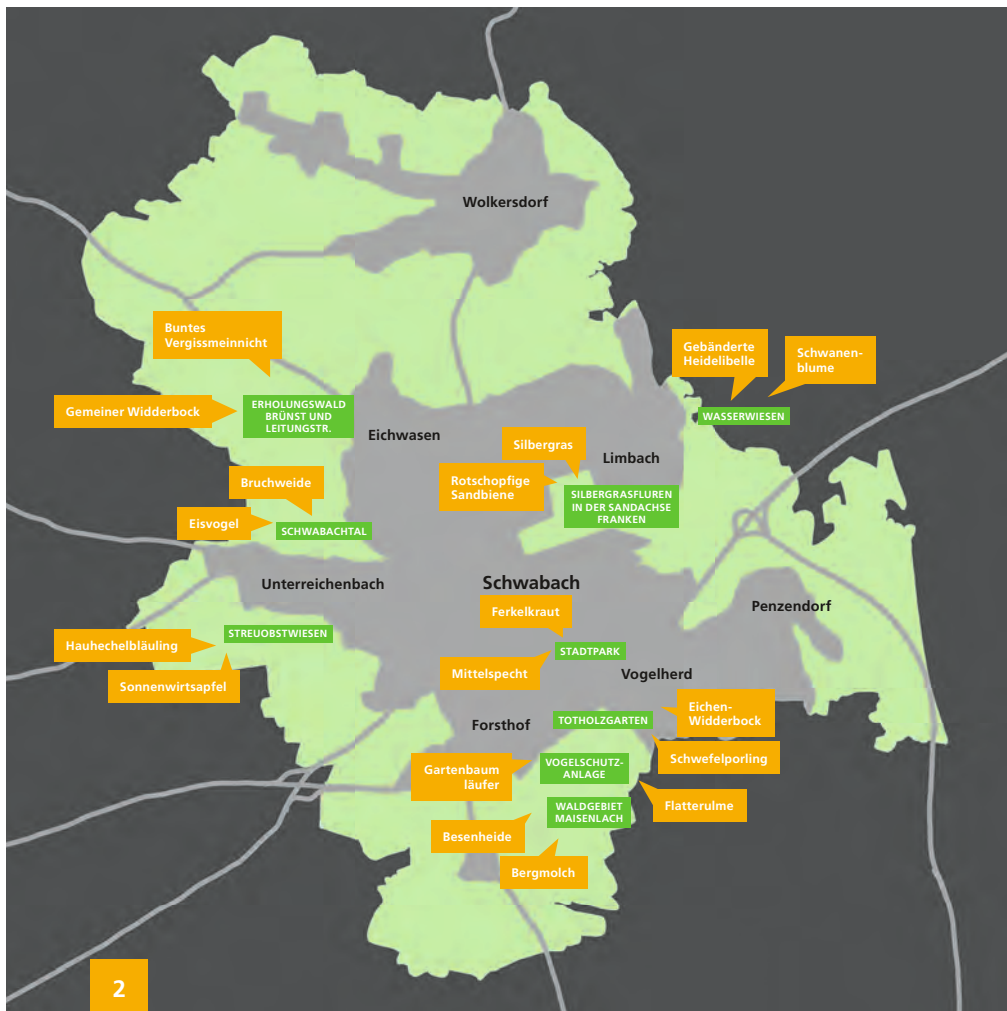 Wolkersdorf
Buntes
Vergissmeinnicht
Gebänderte
Heidelibelle
Schwanen-
blume
Gemeiner Widderbock
ERHOLUNGSWALD
BRÜNST UND
LEITUNGSTR.
WASSERWIESEN
Eichwasen
Silbergras
Limbach
Rotschopfige
Sandbiene
SILBERGRASFLUREN
IN DER SANDACHSE
FRANKEN
Bruchweide
Eisvogel
SCHWABACHTAL
Unterreichenbach
Schwabach
Penzendorf
Ferkelkraut
Hauhechelbläuling
STREUOBSTWIESEN
STADTPARK
Mittelspecht
Vogelherd
Sonnenwirtsapfel
Forsthof
TOTHOLZGARTEN
Eichen-
Widderbock
Schwefelporling
Gartenbaum
läufer
VOGELSCHUTZ-
ANLAGE
Flatterulme
WALDGEBIET
MAISENLACH
Besenheide
Bergmolch
2